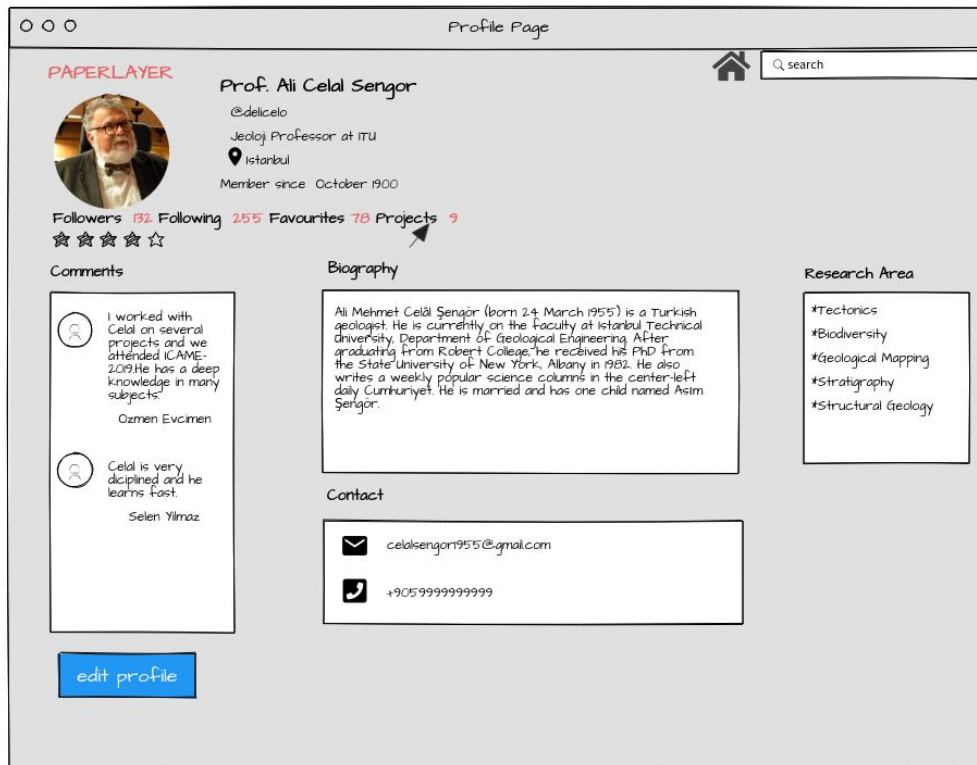 Profile Page
PAPERLAYER
search
Prof. Ali Celal Sengor
@delicelo
Jeoloji Professor at ITU
Istanbul
Member since October 1900
Followers 132 Following 255 Favourites 78 Projects 9
Comments
I worked with
Celal on several
projects and we
attended ICAME-
2019.He has a deep
knowledge in many
subjects.
Ozmen Evcimen
Celal is very
diciplined and he
learns fast.
Selen Yilmaz
edit profile
Biography
Ali Mehmet Celâl Şengör (born 24 March 1955) is a Turkish
geologist. He is currently on the faculty at Istanbul Technical
University, Department of Geological Engineering. After
graduating from Robert College, he received his PhD from
the State University of New York, Albany in 1982. He also
writes a weekly popular science columns in the center-left
daily Cumhuriyet. He is married and has one child named Asım
Şengör.
Contact
celalsengor1955@gmail.com
+9059999999999
Research Area
*Tectonics
*Biodiversity
*Geological Mapping
*Stratigraphy
*Structural Geology